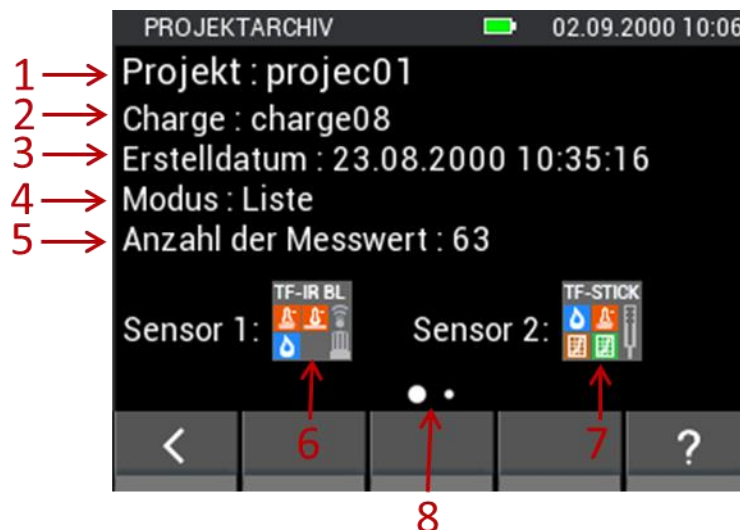 PROJEKTARCHIV 02.09.2000 10:06
1 Projekt : projec01
2 Charge : charge08
3 Erstelldatum : 23.08.2000 10:35:16
4 Modus : Liste
5 Anzahl der Messwert : 63
TF-IR BL TF-STICK
Sensor 1: Sensor 2:
< 6 7 ?
8